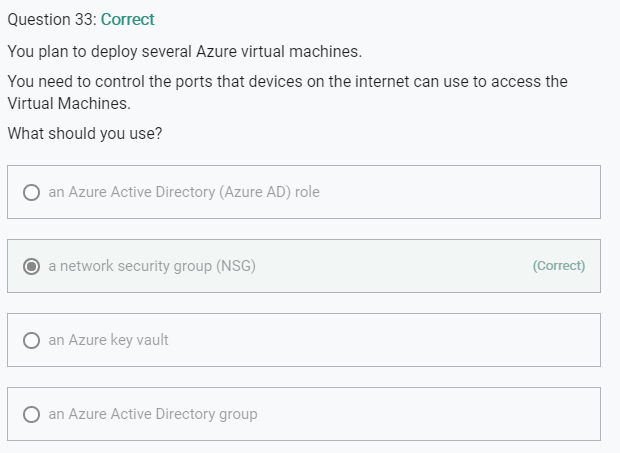 Question 33: Correct
You plan to deploy several Azure virtual machines.
You need to control the ports that devices on the internet can use to access the
Virtual Machines.
What should you use?
an Azure Active Directory (Azure AD) role
a network security group (NSG) (Correct)
an Azure key vault
an Azure Active Directory group